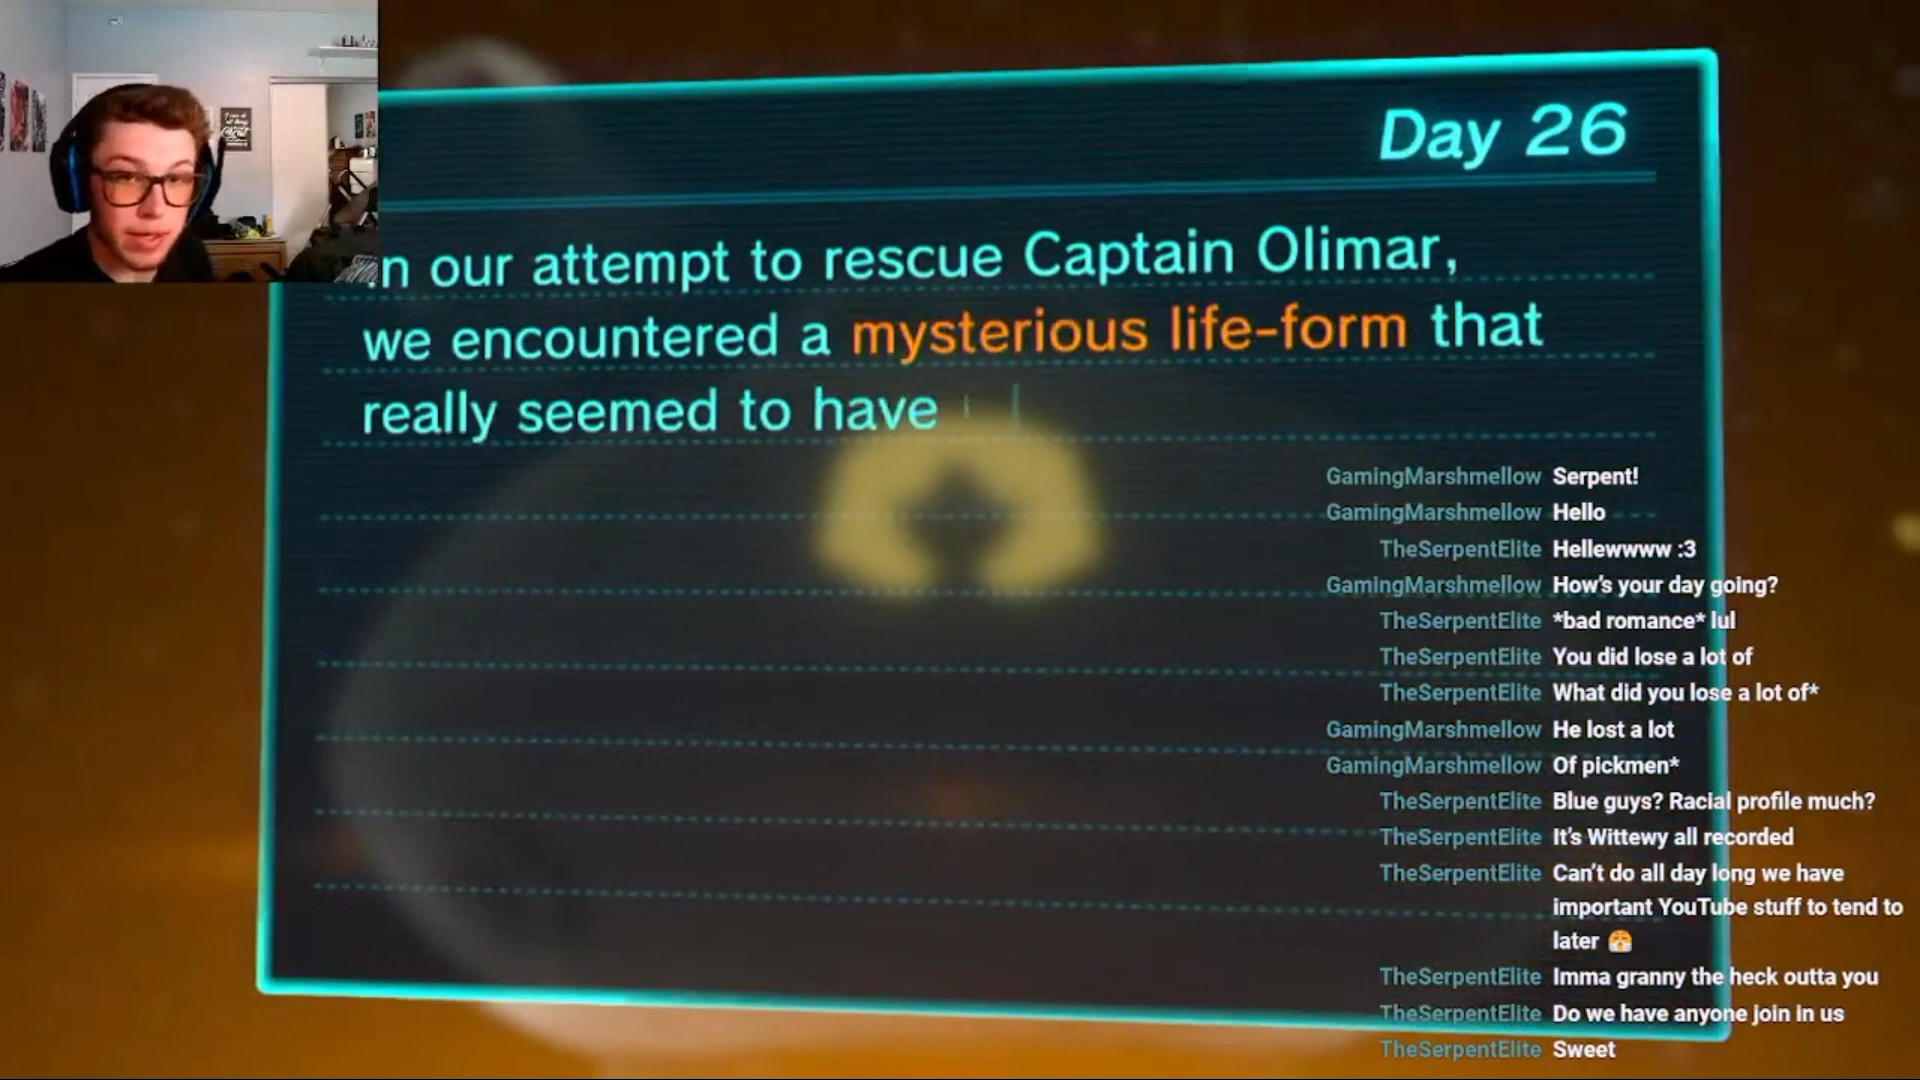 Day 26
In our attempt to rescue Captain Olimar,
we encountered a mysterious life-form that
really seemed to have
GamingMarshmellow Serpent!
GamingMarshmellow Hello
TheSerpentElite Hellewwww :3
GamingMarshmellow How's your day going?
TheSerpentElite *bad romance* lul
TheSerpentElite You did lose a lot of
TheSerpentElite What did you lose a lot of*
GamingMarshmellow He lost a lot
GamingMarshmellow Of pickmen*
TheSerpentElite Blue guys? Racial profile much?
TheSerpentElite It's Wittewy all recorded
TheSerpentElite Can't do all day long we have
important YouTube stuff to tend to
later 😤
TheSerpentElite Imma granny the heck outta you
TheSerpentElite Do we have anyone join in us
TheSerpentElite Sweet